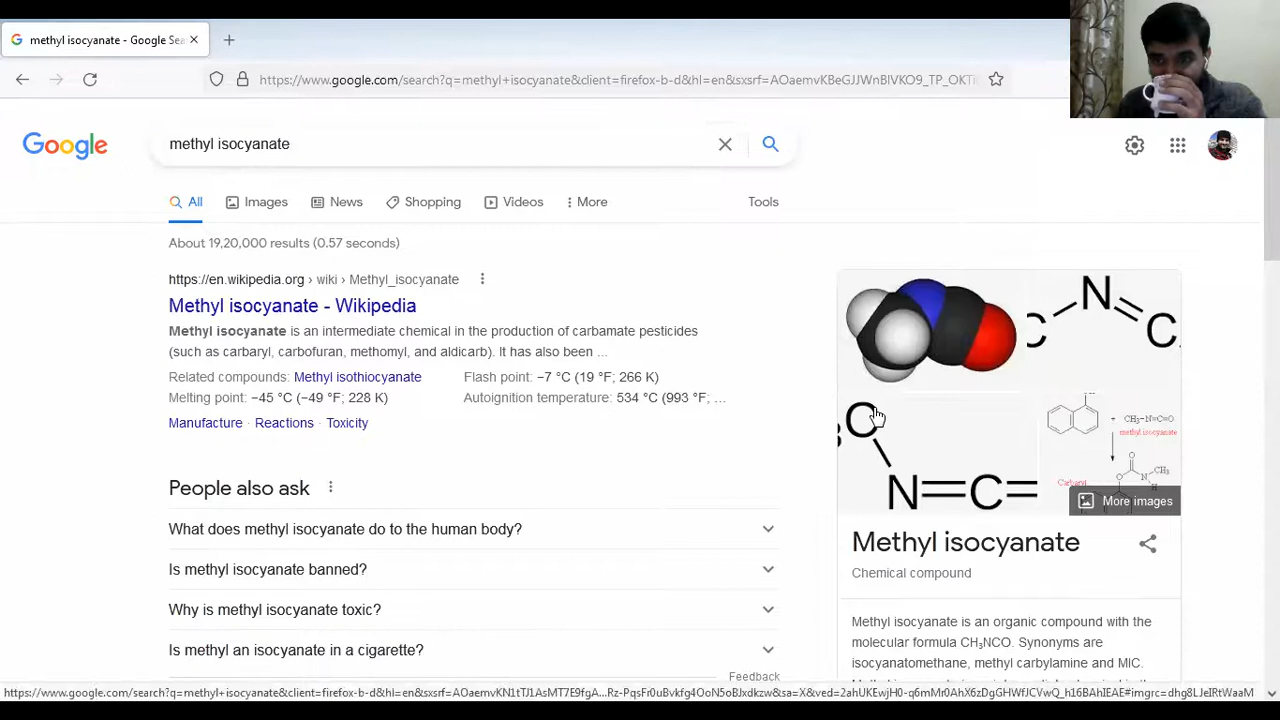 methyl isocyanate - Google Sea
https://www.google.com/search?q=methyl+isocyanate&client=firefox-b-d&hl=en&sxsrf=AOaemvKBeGJJWnBlVKO9_TP_OKTi
Google
methyl isocyanate
All
Images
News
Shopping
Videos
More
Tools
About 19,20,000 results (0.57 seconds)
https://en.wikipedia.org › wiki › Methyl_isocyanate
Methyl isocyanate - Wikipedia
Methyl isocyanate is an intermediate chemical in the production of carbamate pesticides
(such as carbaryl, carbofuran, methomyl, and aldicarb). It has also been ...
Related compounds: Methyl isothiocyanate
Flash point: −7 °C (19 °F; 266 K)
Melting point: −45 °C (−49 °F; 228 K)
Autoignition temperature: 534 °C (993 °F; ...
Manufacture · Reactions · Toxicity
People also ask
What does methyl isocyanate do to the human body?
Is methyl isocyanate banned?
Why is methyl isocyanate toxic?
Is methyl an isocyanate in a cigarette?
Feedback
C N C
C
N=C=
+ CH₃-N=C=O
methyl isocyanate
O
O N CH₃
H
Carbaryl
More images
Methyl isocyanate
Chemical compound
Methyl isocyanate is an organic compound with the
molecular formula CH₃NCO. Synonyms are
isocyanatomethane, methyl carbylamine and MIC.